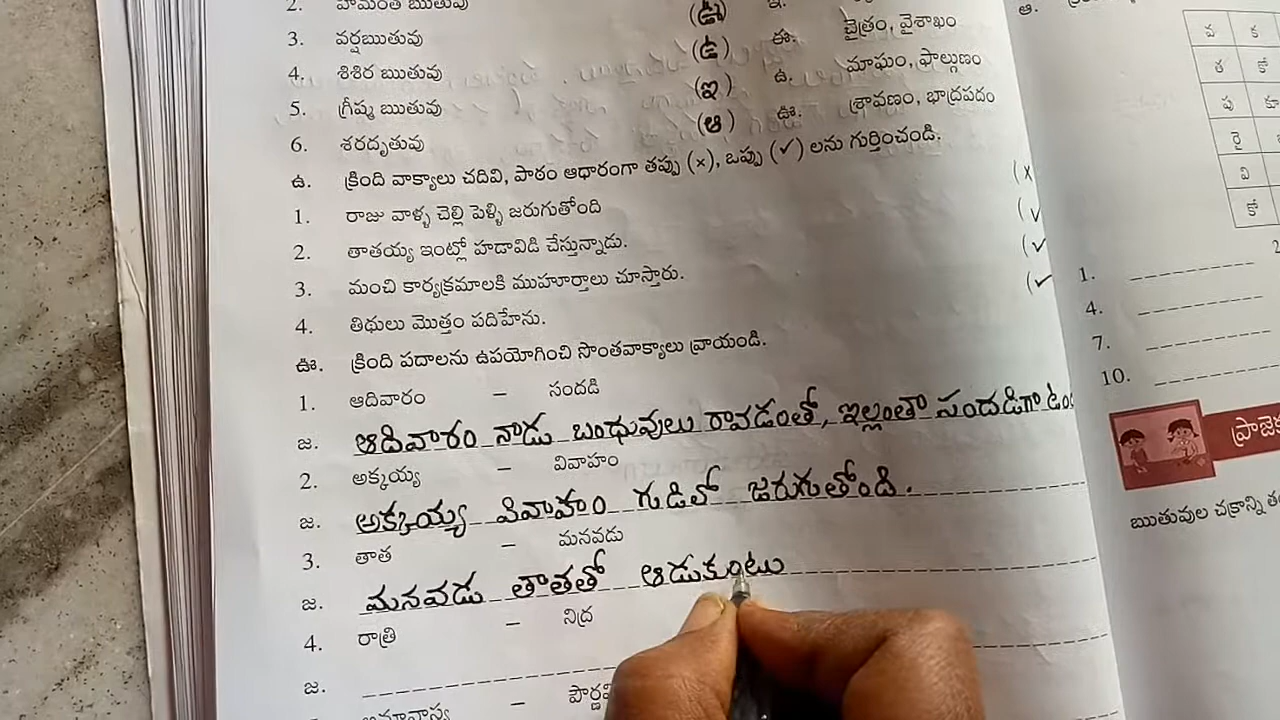 2. హేమంత ఋతువు (ఊ) ఇ.
3. వర్షఋతువు (ఉ) ఈ. చైత్రం, వైశాఖం
4. శిశిర ఋతువు (ఇ) ఉ. మాఘం, ఫాల్గుణం
5. గ్రీష్మ ఋతువు (ఆ) ఊ. శ్రావణం, భాద్రపదం
6. శరదృతువు
ఉ. క్రింది వాక్యాలు చదివి, పాఠం ఆధారంగా తప్పు (×), ఒప్పు (✓) లను గుర్తించండి.
1. రాజు వాళ్ళ చెల్లి పెళ్ళి జరుగుతోంది (x
2. తాతయ్య ఇంట్లో హడావిడి చేస్తున్నాడు. (✓
3. మంచి కార్యక్రమాలకి ముహూర్తాలు చూస్తారు. (✓
4. తిథులు మొత్తం పదిహేను. (✓
ఊ. క్రింది పదాలను ఉపయోగించి సొంతవాక్యాలు వ్రాయండి.
1. ఆదివారం – సందడి
జ. ఆదివారం నాడు బంధువులు రావడంతో, ఇల్లంతా సందడిగా
2. అక్కయ్య – వివాహం
జ. అక్కయ్య వివాహం గుడిలో జరుగుతోంది.
3. తాత – మనవడు
జ. మనవడు తాతతో ఆడుకుంటు
4. రాత్రి – నిద్ర
జ.
అమావాస్య –
ఆ.
వ క
త కో
పు కూ
రై
ని
కో
1.
4.
7.
10.
ఋతువుల చక్రాన్ని